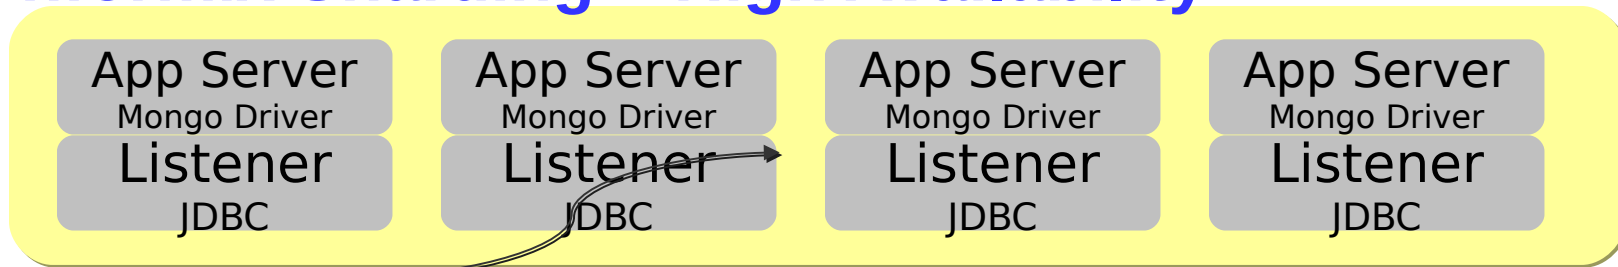 App Server App Server App Server App Server
Mongo Driver Mongo Driver Mongo Driver Mongo Driver
Listener Listener Listener Listener
JDBC JDBC JDBC JDBC